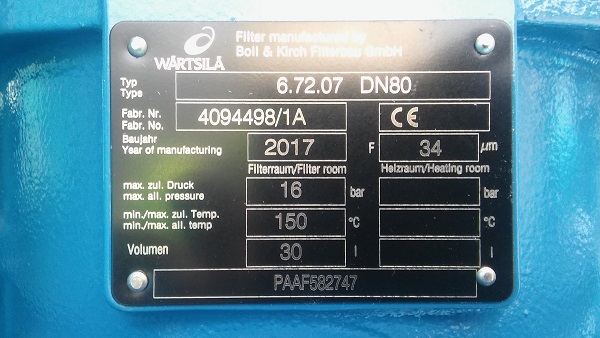 Filter manufactured by
WÄRTSILÄ Boll & Kirch Filterbau GmbH
Typ
Type 6.72.07 DN80
Fabr. Nr.
Fabr. No. 4094498/1A CE
Baujahr
Year of manufacturing 2017 F 34 µm
Filterraum/Filter room Heizraum/Heating room
max. zul. Druck
max. all. pressure 16 bar bar
min./max. zul. Temp.
min./max. all. temp 150 °C °C
Volumen 30 l l
PAAF582747